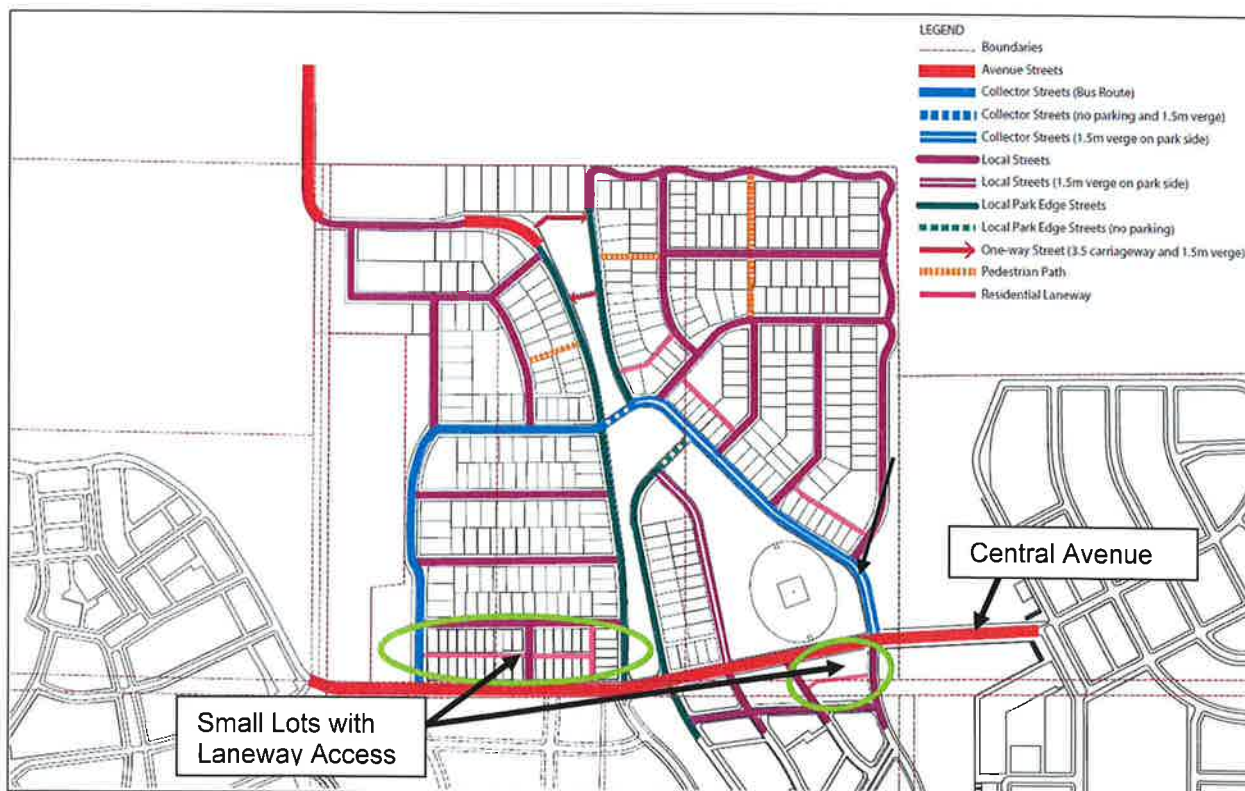 LEGEND
Boundaries
Avenue Streets
Collector Streets (Bus Route)
Collector Streets (no parking and 1.5m verge)
Collector Streets (1.5m verge on park side)
Local Streets
Local Streets (1.5m verge on park side)
Local Park Edge Streets
Local Park Edge Streets (no parking)
One-way Street (3.5 carriageway and 1.5m verge)
Pedestrian Path
Residential Laneway
Central Avenue
Small Lots with
Laneway Access